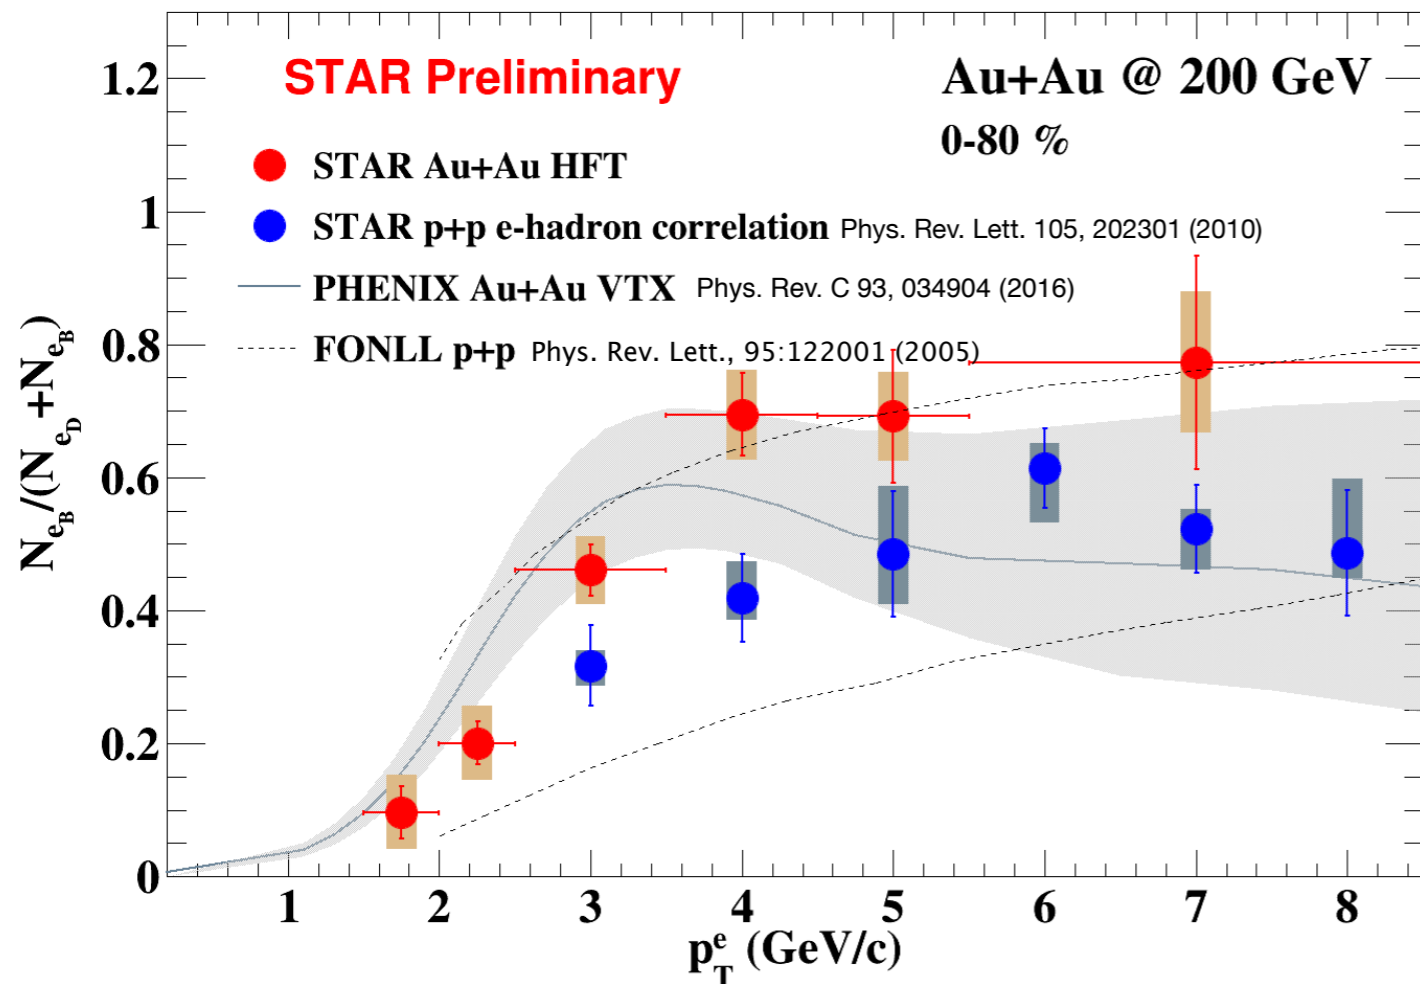 STAR Preliminary
Au+Au @ 200 GeV
0-80 %
STAR Au+Au HFT
STAR p+p e-hadron correlation Phys. Rev. Lett. 105, 202301 (2010)
PHENIX Au+Au VTX Phys. Rev. C 93, 034904 (2016)
FONLL p+p Phys. Rev. Lett., 95:122001 (2005)
N_{e_B}/(N_{e_D}+N_{e_B})
1.2
1
0.8
0.6
0.4
0.2
0
1 2 3 4 5 6 7 8
p_T^e (GeV/c)